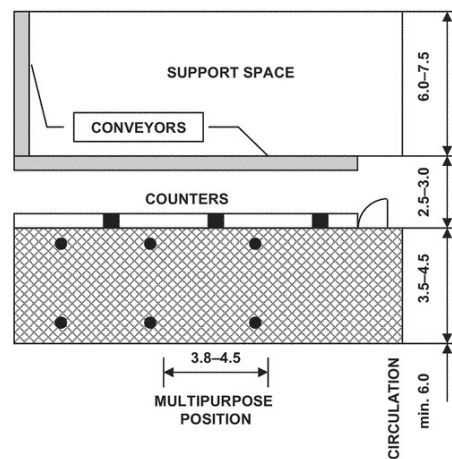 SUPPORT SPACE
6.0–7.5
CONVEYORS
2.5–3.0
COUNTERS
3.5–4.5
3.8–4.5
MULTIPURPOSE
POSITION
CIRCULATION
min. 6.0